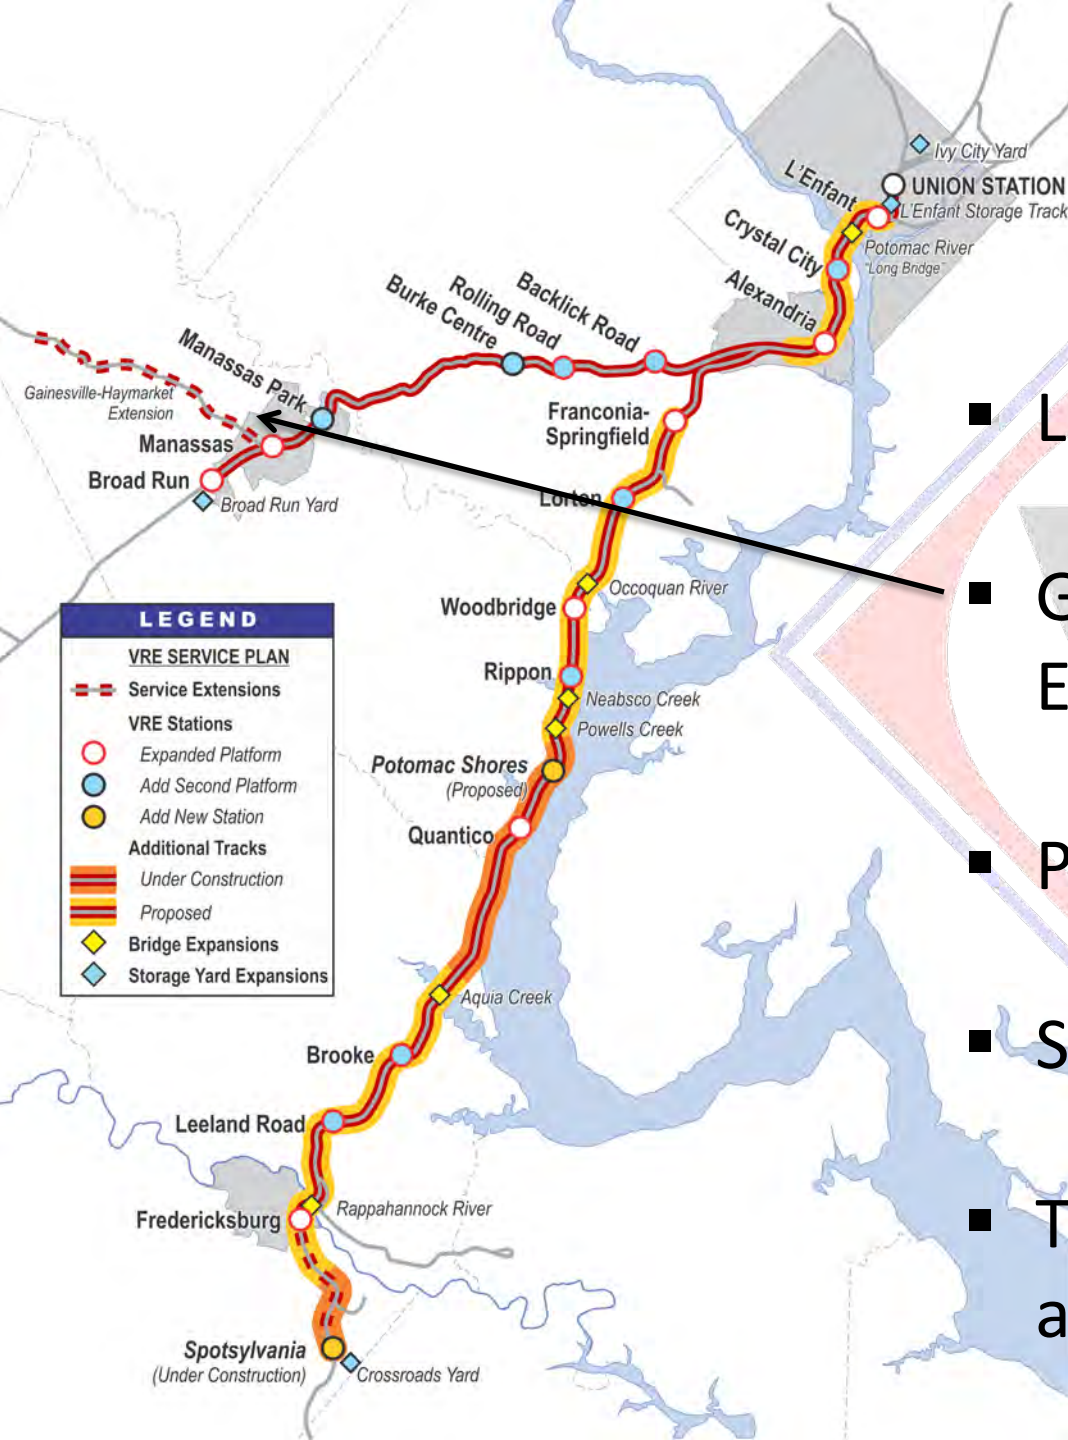 Ivy City Yard
UNION STATION
L'Enfant
L'Enfant Storage Track
Crystal City
Potomac River
"Long Bridge"
Alexandria
Backlick Road
Rolling Road
Burke Centre
Manassas Park
Gainesville-Haymarket
Extension
Manassas
Broad Run
Broad Run Yard
Franconia-
Springfield
Lorton
Occoquan River
Woodbridge
Rippon
Neabsco Creek
Powells Creek
Potomac Shores
(Proposed)
Quantico
Aquia Creek
Brooke
Leeland Road
Rappahannock River
Fredericksburg
Spotsylvania
(Under Construction)
Crossroads Yard
LEGEND
VRE SERVICE PLAN
Service Extensions
VRE Stations
Expanded Platform
Add Second Platform
Add New Station
Additional Tracks
Under Construction
Proposed
Bridge Expansions
Storage Yard Expansions
▪ L
▪ G
E
▪ P
▪ S
▪ T
a